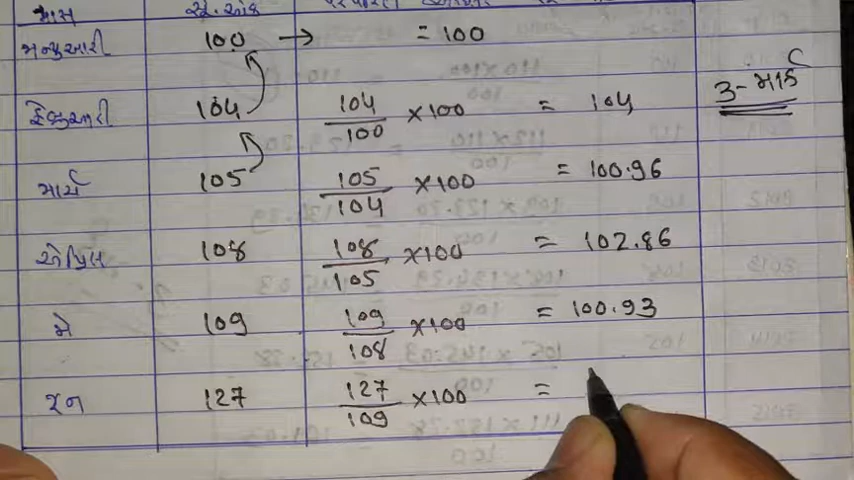 માસ સૂ. આંક
જાન્યુઆરી 100 → = 100
ફેબ્રુઆરી 104 104/100 ×100 = 104 3-માર્ક
માર્ચ 105 105/104 ×100 = 100.96
એપ્રિલ 108 108/105 ×100 = 102.86
મે 109 109/108 ×100 = 100.93
જૂન 127 127/109 ×100 =